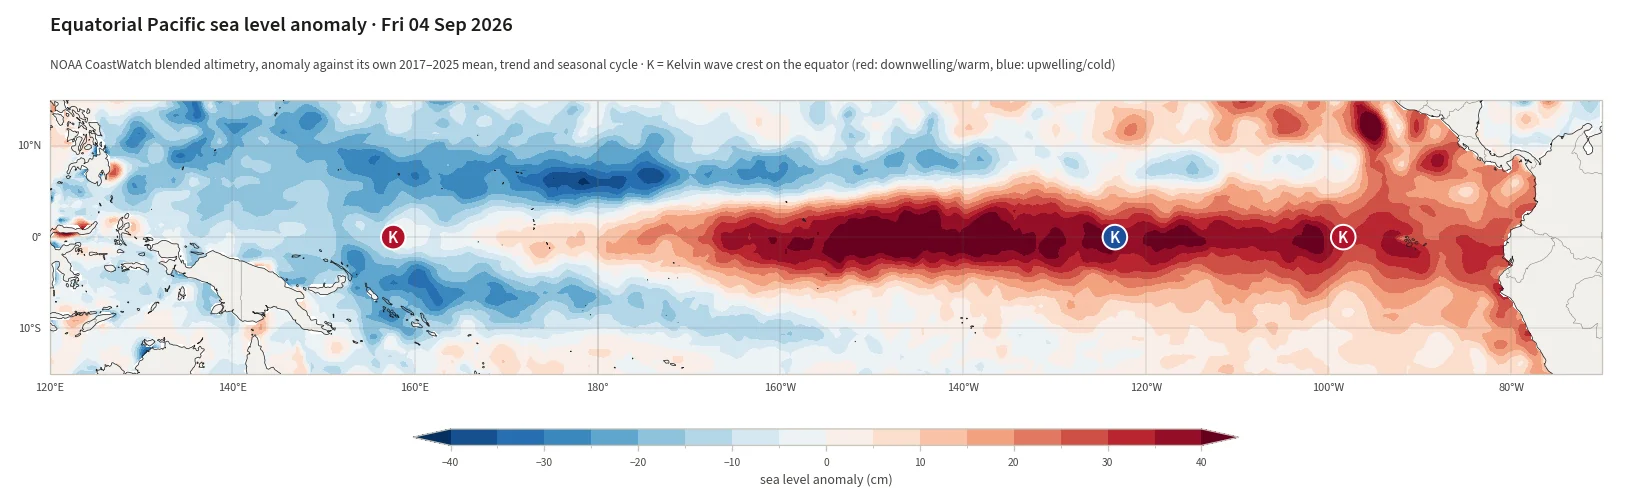 Equatorial Pacific sea level anomaly · Fri 04 Sep 2026
NOAA CoastWatch blended altimetry, anomaly against its own 2017–2025 mean, trend and seasonal cycle · K = Kelvin wave crest on the equator (red: downwelling/warm, blue: upwelling/cold)
10°N
0°
K K K
10°S
120°E 140°E 160°E 180° 160°W 140°W 120°W 100°W 80°W
−40 −30 −20 −10 0 10 20 30 40
sea level anomaly (cm)